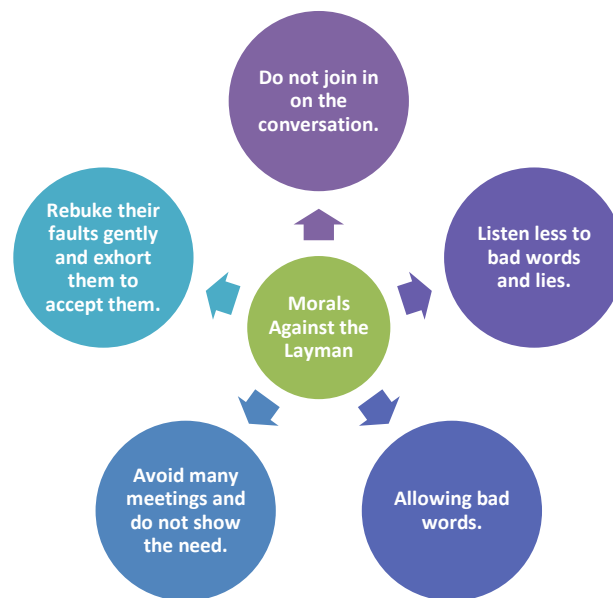 Do not join in
on the
conversation.
Listen less to
bad words
and lies.
Allowing bad
words.
Avoid many
meetings and
do not show
the need.
Rebuke their
faults gently
and exhort
them to
accept them.
Morals
Against the
Layman